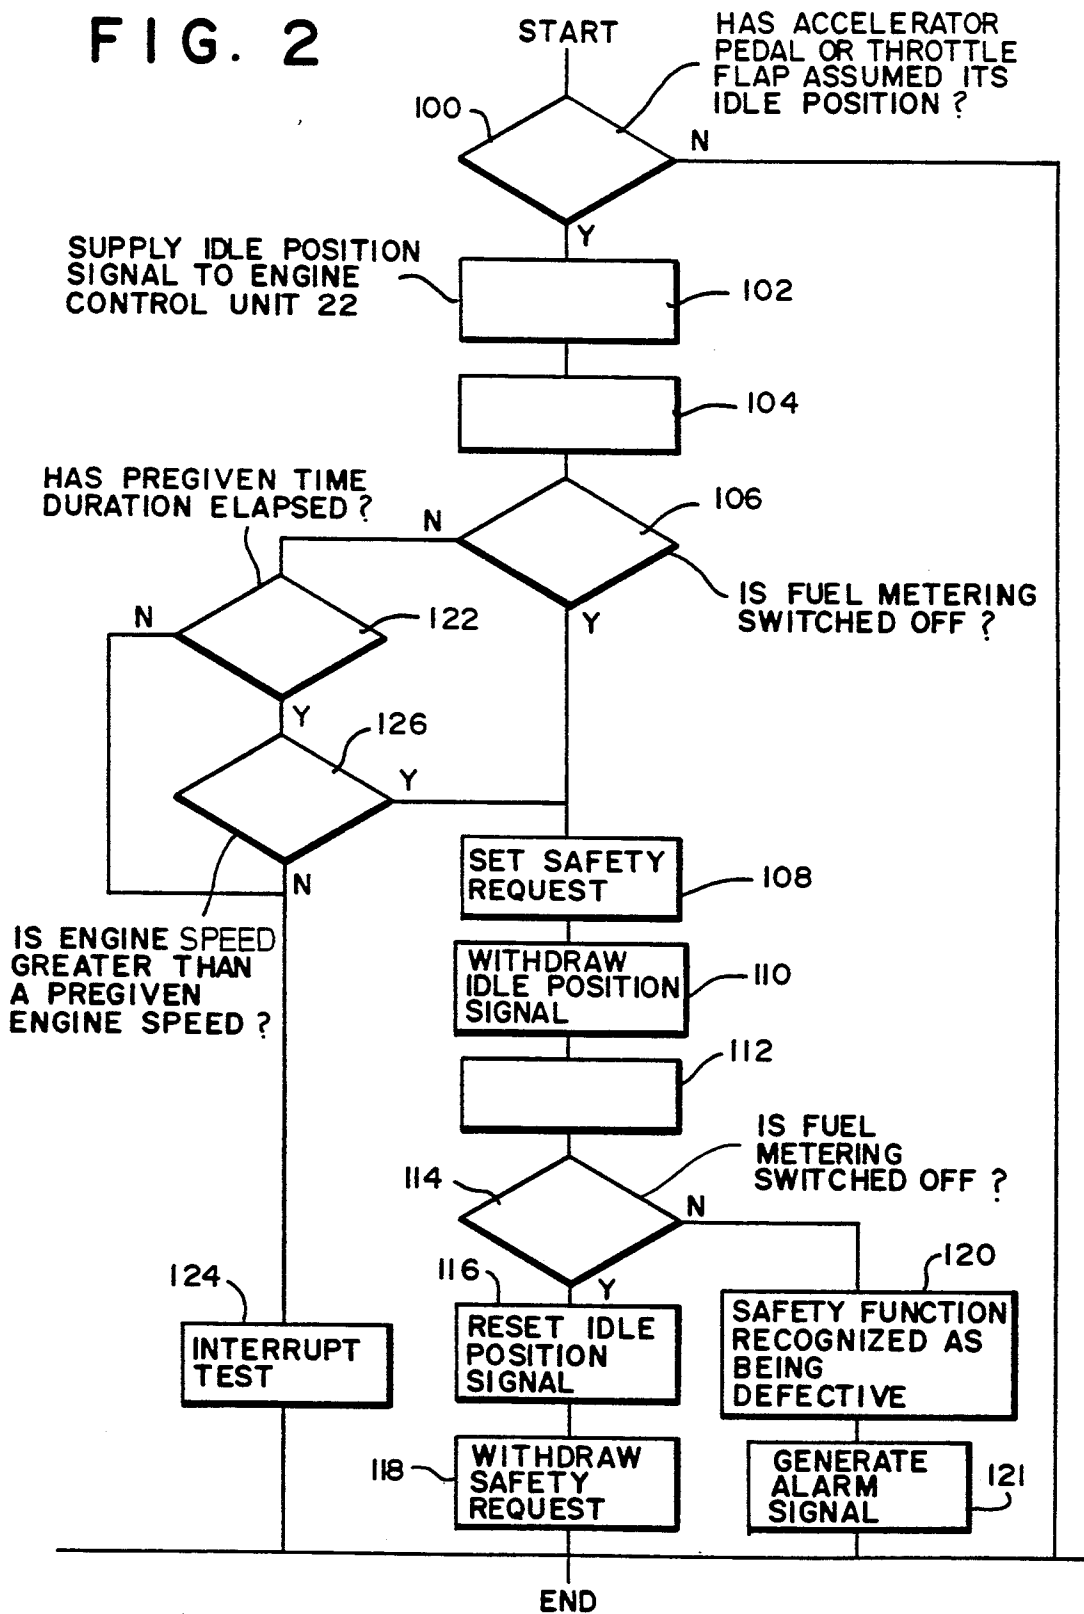 FIG. 2
START
HAS ACCELERATOR
PEDAL OR THROTTLE
FLAP ASSUMED ITS
IDLE POSITION ?
100
N
Y
SUPPLY IDLE POSITION
SIGNAL TO ENGINE
CONTROL UNIT 22
102
104
HAS PREGIVEN TIME
DURATION ELAPSED ?
106
N
IS FUEL METERING
SWITCHED OFF ?
Y
N
122
Y
126
Y
N
IS ENGINE SPEED
GREATER THAN
A PREGIVEN
ENGINE SPEED ?
SET SAFETY
REQUEST
108
WITHDRAW
IDLE POSITION
SIGNAL
110
112
IS FUEL
METERING
SWITCHED OFF ?
114
N
Y
116
RESET IDLE
POSITION
SIGNAL
120
SAFETY FUNCTION
RECOGNIZED AS
BEING
DEFECTIVE
124
INTERRUPT
TEST
118
WITHDRAW
SAFETY
REQUEST
GENERATE
ALARM
SIGNAL
121
END